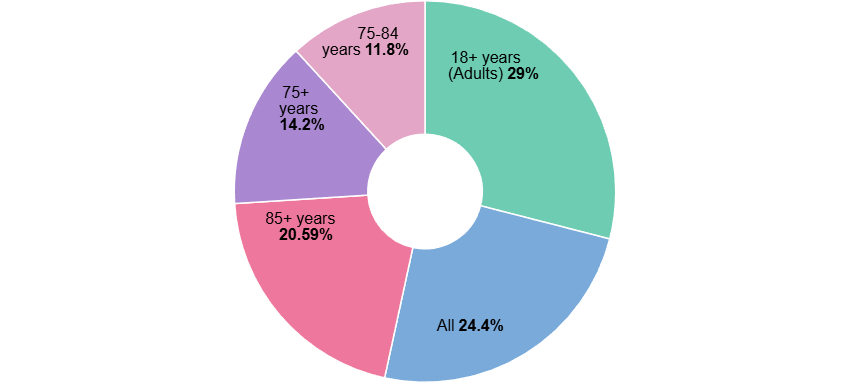 75-84
years 11.8%
18+ years
(Adults) 29%
75+
years
14.2%
85+ years
20.59%
All 24.4%